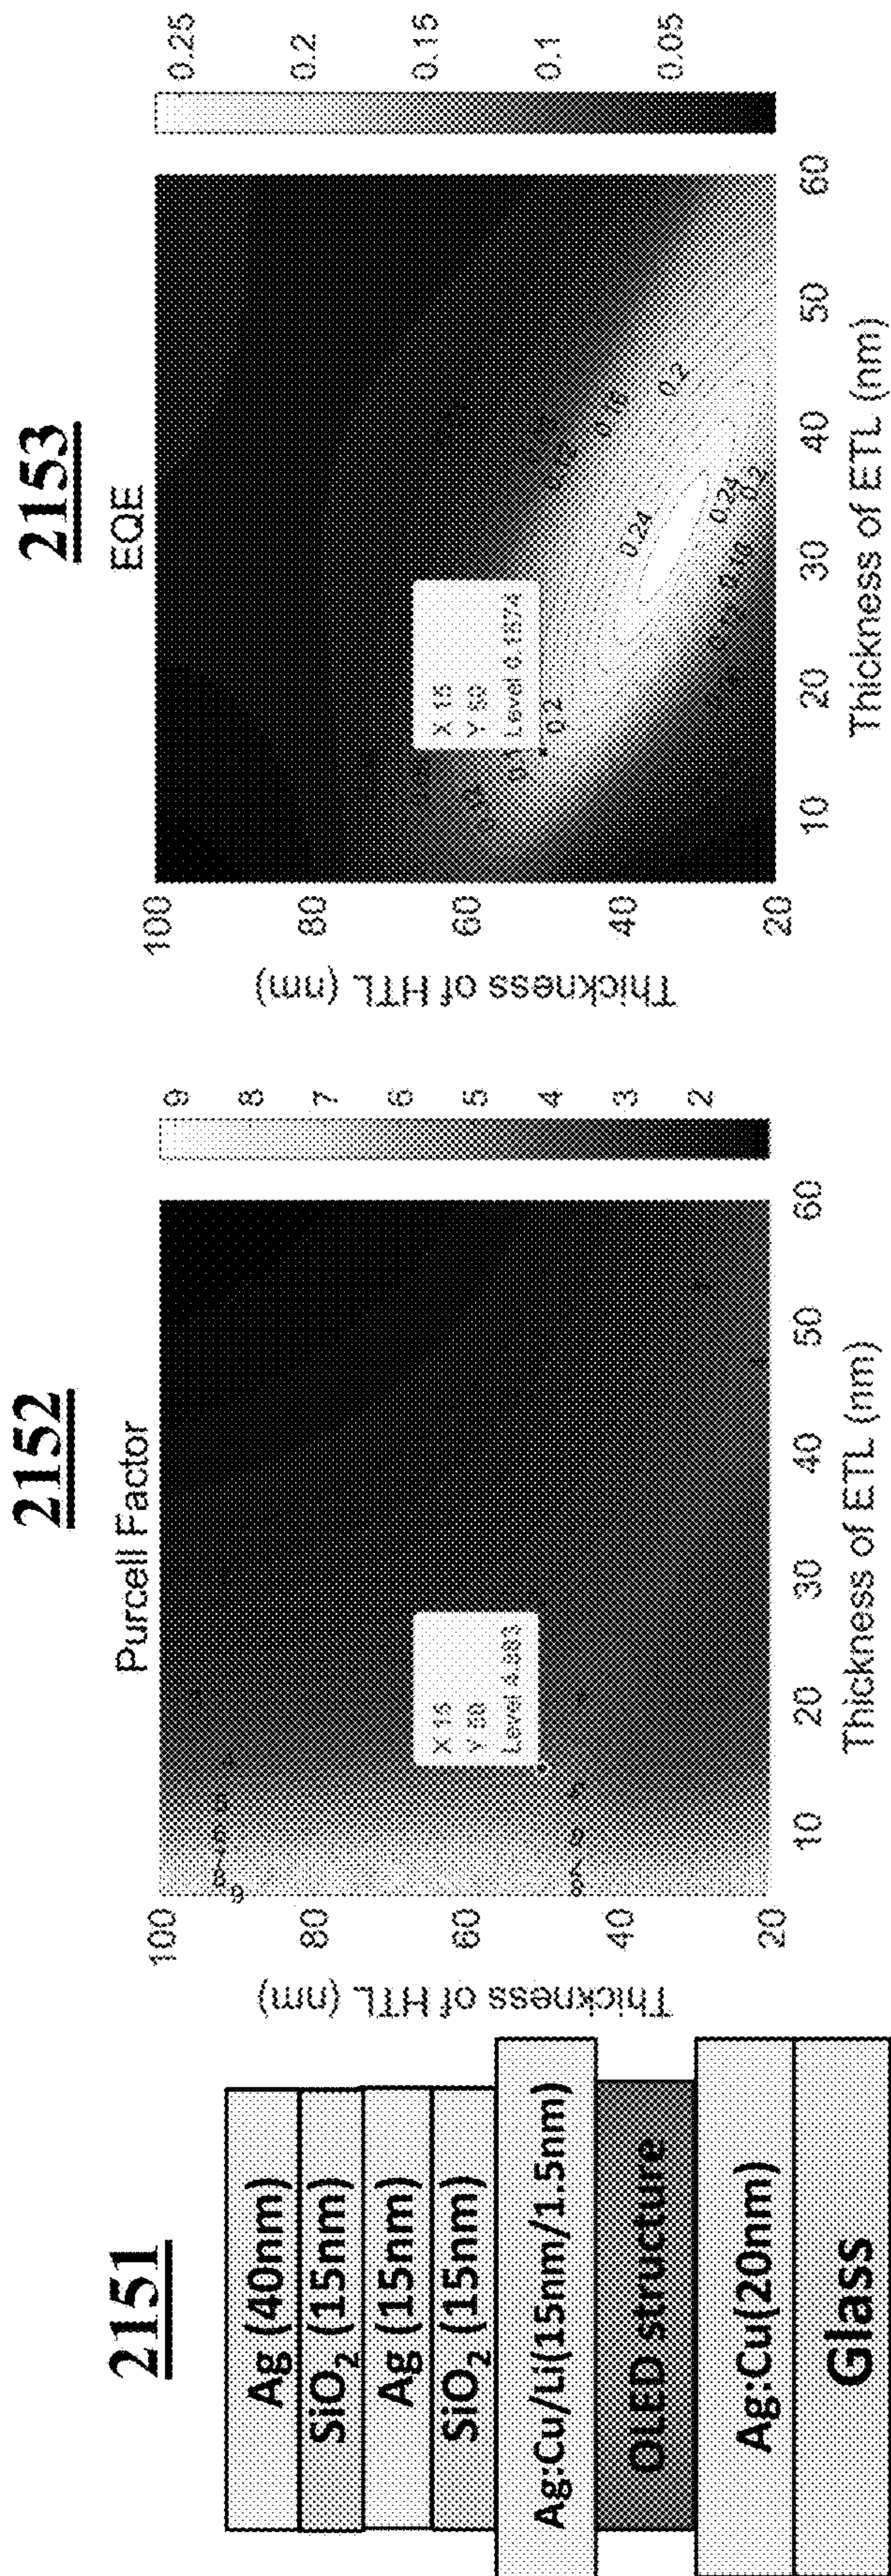 2151
Ag (40nm)
SiO₂ (15nm)
Ag (15nm)
SiO₂ (15nm)
Ag:Cu/Li(15nm/1.5nm)
OLED structure
Ag:Cu(20nm)
Glass
2152
Purcell Factor
Thickness of HTL (nm)
100
80
60
40
20
10 20 30 40 50 60
Thickness of ETL (nm)
X 15
Y 50
9
8
7
6
5
4
3
2
2153
EQE
Thickness of HTL (nm)
100
80
60
40
20
10 20 30 40 50 60
Thickness of ETL (nm)
X 15
Y 50
0.2
0.24
0.24
0.2
0.2
0.25
0.2
0.15
0.1
0.05